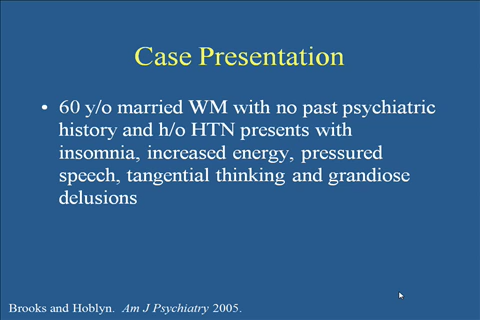 Case Presentation
• 60 y/o married WM with no past psychiatric
history and h/o HTN presents with
insomnia, increased energy, pressured
speech, tangential thinking and grandiose
delusions
Brooks and Hoblyn. Am J Psychiatry 2005.